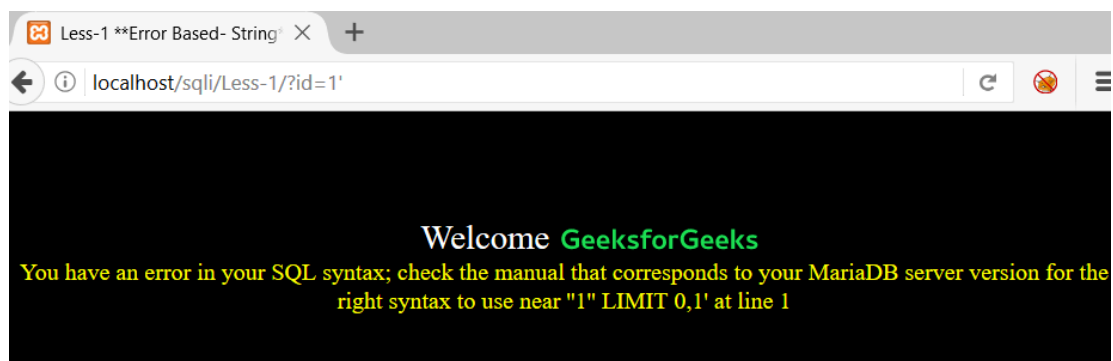 Less-1 **Error Based- String*
localhost/sqli/Less-1/?id=1'
Welcome GeeksforGeeks
You have an error in your SQL syntax; check the manual that corresponds to your MariaDB server version for the
right syntax to use near ''1'' LIMIT 0,1' at line 1